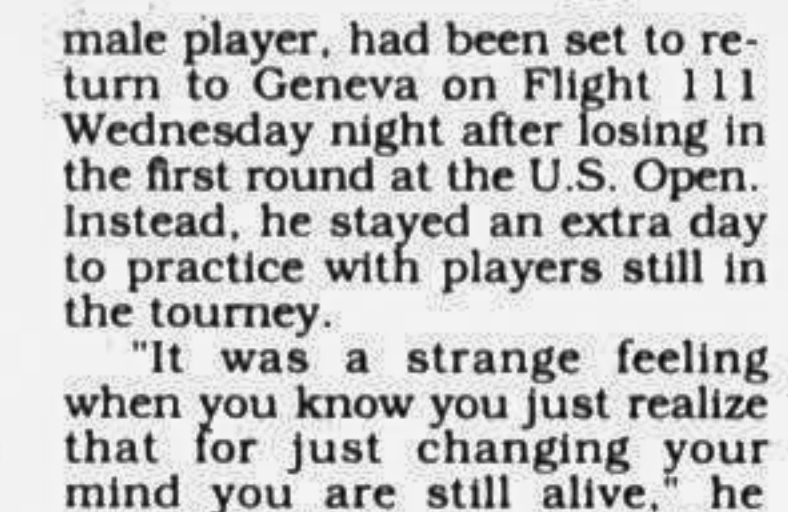 male player, had been set to re-
turn to Geneva on Flight 111
Wednesday night after losing in
the first round at the U.S. Open.
Instead, he stayed an extra day
to practice with players still in
the tourney.
"It was a strange feeling
when you know you just realize
that for just changing your
mind you are still alive," he